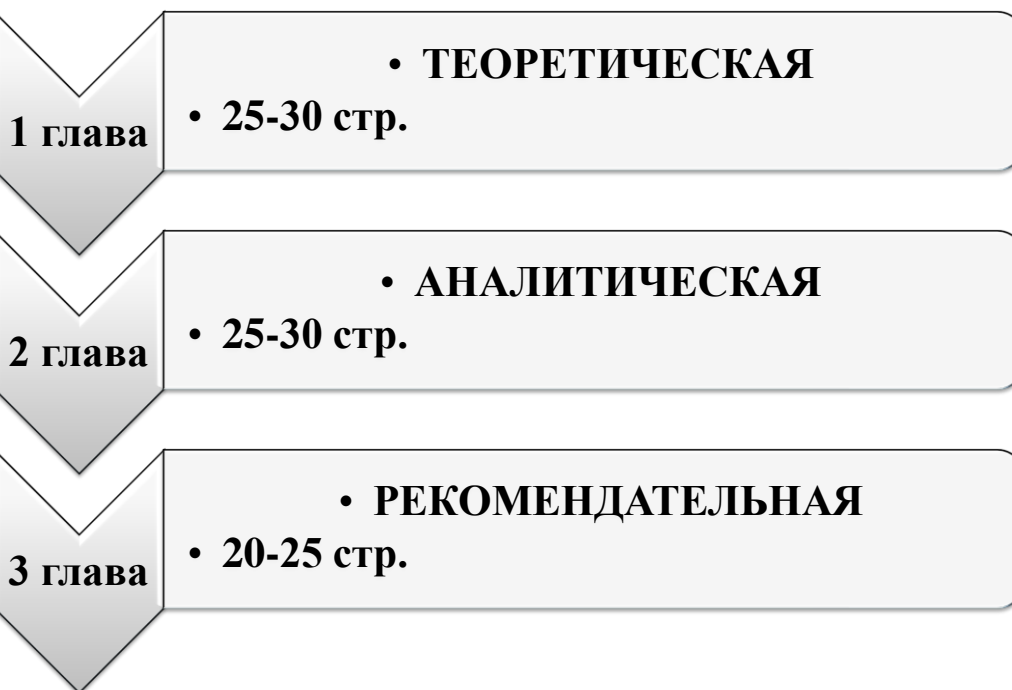 1 глава
• ТЕОРЕТИЧЕСКАЯ
• 25-30 стр.
2 глава
• АНАЛИТИЧЕСКАЯ
• 25-30 стр.
3 глава
• РЕКОМЕНДАТЕЛЬНАЯ
• 20-25 стр.